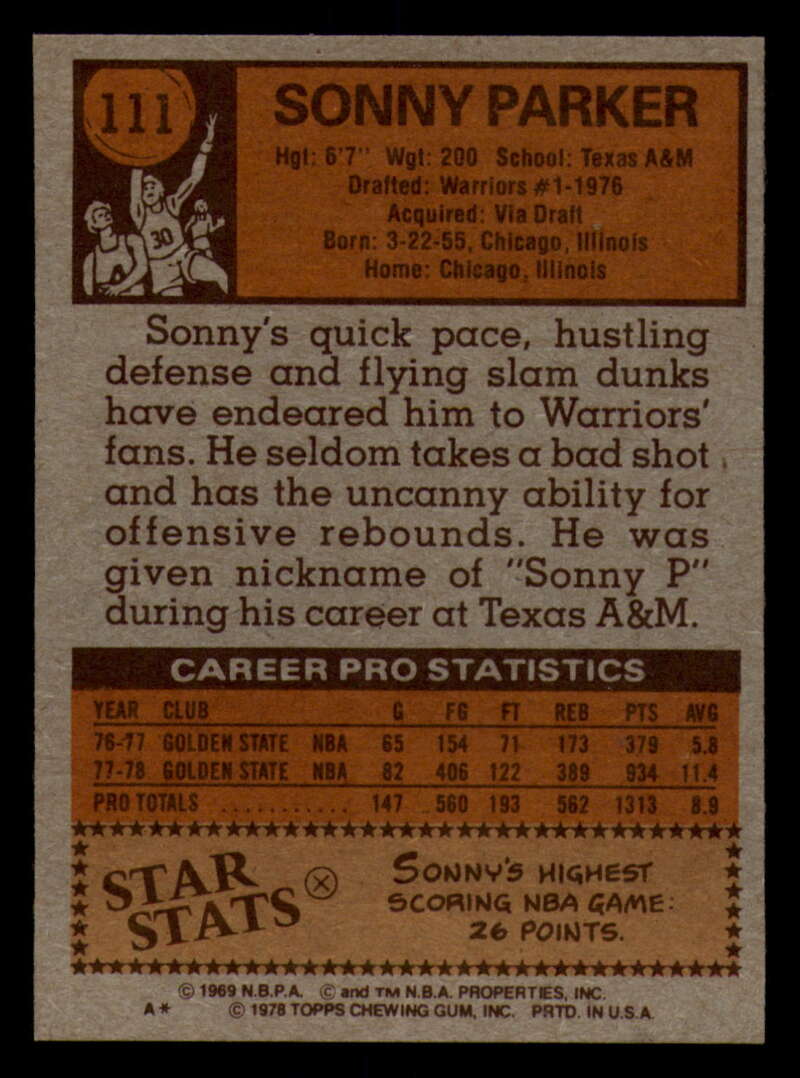 111
SONNY PARKER
Hgt: 6'7" Wgt: 200 School: Texas A&M
Drafted: Warriors #1-1976
Acquired: Via Draft
Born: 3-22-55, Chicago, Illinois
Home: Chicago, Illinois
30
A
Sonny's quick pace, hustling
defense and flying slam dunks
have endeared him to Warriors'
fans. He seldom takes a bad shot
and has the uncanny ability for
offensive rebounds. He was
given nickname of "Sonny P"
during his career at Texas A&M.
CAREER PRO STATISTICS
YEAR CLUB G FG FT REB PTS AVG
76-77 GOLDEN STATE NBA 65 154 71 173 379 5.8
77-78 GOLDEN STATE NBA 82 406 122 389 934 11.4
PRO TOTALS ........... 147 560 193 562 1313 8.9
STAR
STATS
SONNY'S HIGHEST
SCORING NBA GAME:
26 POINTS.
© 1969 N.B.P.A. © and TM N.B.A. PROPERTIES, INC.
A* © 1978 TOPPS CHEWING GUM, INC. PRTD. IN U.S.A.